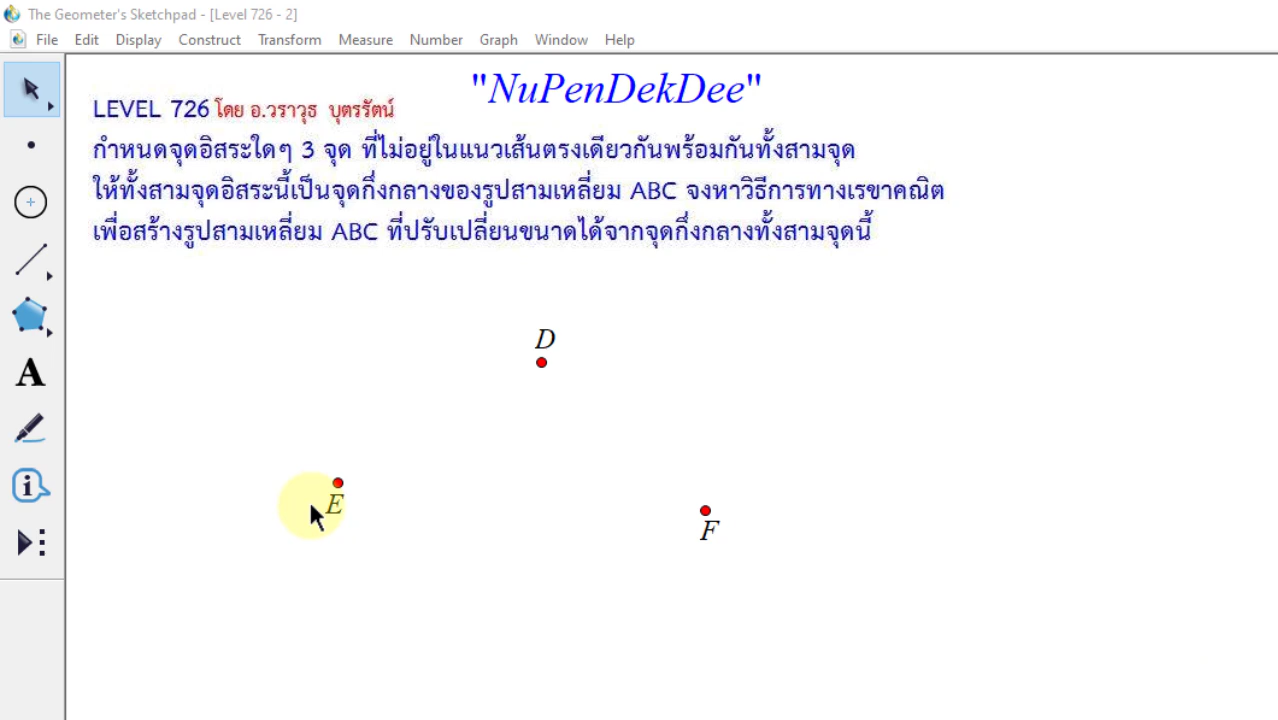 The Geometer's Sketchpad - [Level 726 - 2]
File Edit Display Construct Transform Measure Number Graph Window Help
"NuPenDekDee"
LEVEL 726 โดย อ.วราวุธ บุตรรัตน์
กำหนดจุดอิสระใดๆ 3 จุด ที่ไม่อยู่ในแนวเส้นตรงเดียวกันพร้อมกันทั้งสามจุด
ให้ทั้งสามจุดอิสระนี้เป็นจุดกึ่งกลางของรูปสามเหลี่ยม ABC จงหาวิธีการทางเรขาคณิต
เพื่อสร้างรูปสามเหลี่ยม ABC ที่ปรับเปลี่ยนขนาดได้จากจุดกึ่งกลางทั้งสามจุดนี้
A
D
E
F